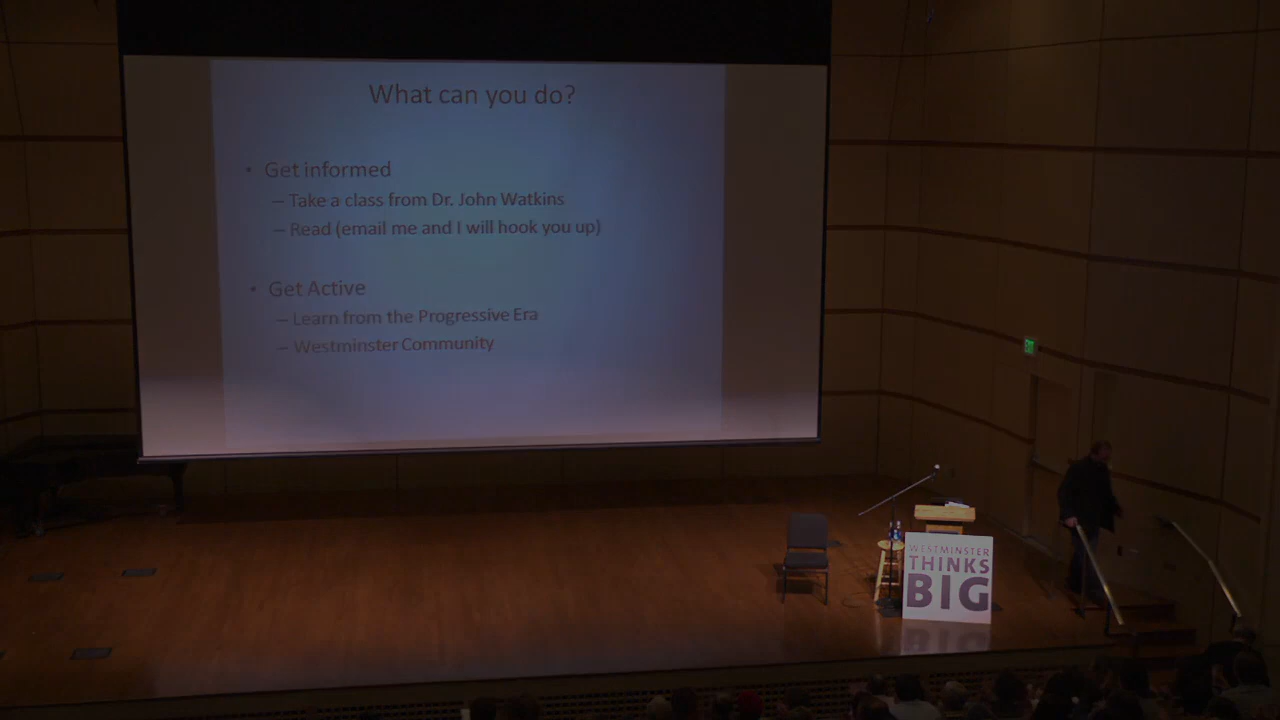 What can you do?
• Get informed
– Take a class from Dr. John Watkins
– Read (email me and I will hook you up)
• Get Active
– Learn from the Progressive Era
– Westminster Community
WESTMINSTER
THINKS
BIG